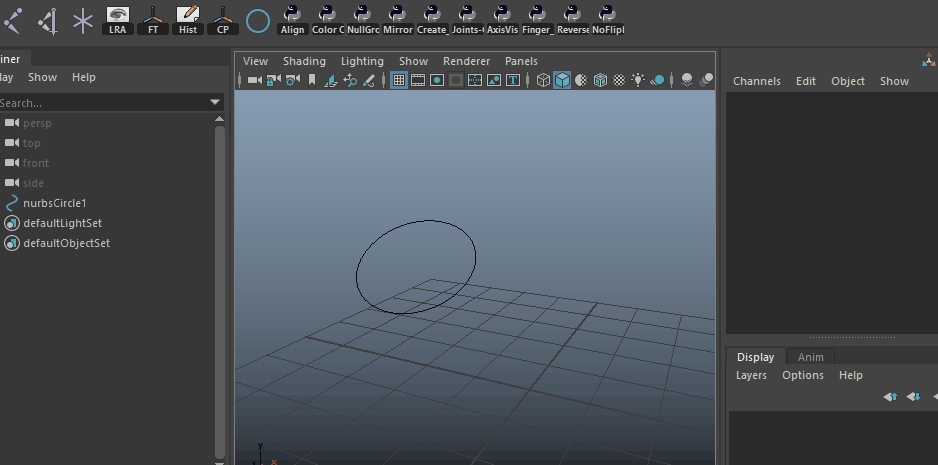 LRA FT Hist CP Align Color C NullGrc Mirror Create_ Joints-( AxisVis Finger_ Reverse NoFlipl
iner
lay Show Help
Search...
persp
top
front
side
nurbsCircle1
defaultLightSet
defaultObjectSet
View Shading Lighting Show Renderer Panels
y
x
Channels Edit Object Show
Display Anim
Layers Options Help